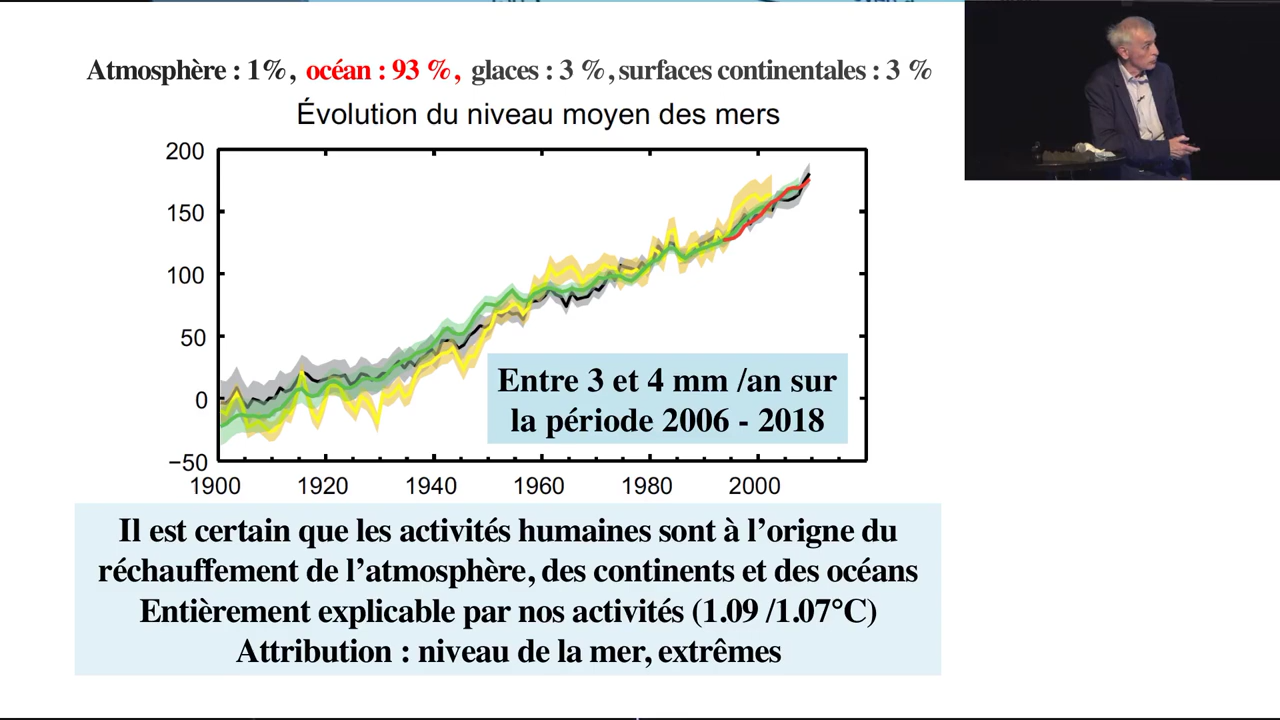 Atmosphère : 1%, océan : 93 %, glaces : 3 %, surfaces continentales : 3 %
Évolution du niveau moyen des mers
200
150
100
50
0
−50
1900 1920 1940 1960 1980 2000
Entre 3 et 4 mm /an sur
la période 2006 - 2018
Il est certain que les activités humaines sont à l’origne du
réchauffement de l’atmosphère, des continents et des océans
Entièrement explicable par nos activités (1.09 /1.07°C)
Attribution : niveau de la mer, extrêmes